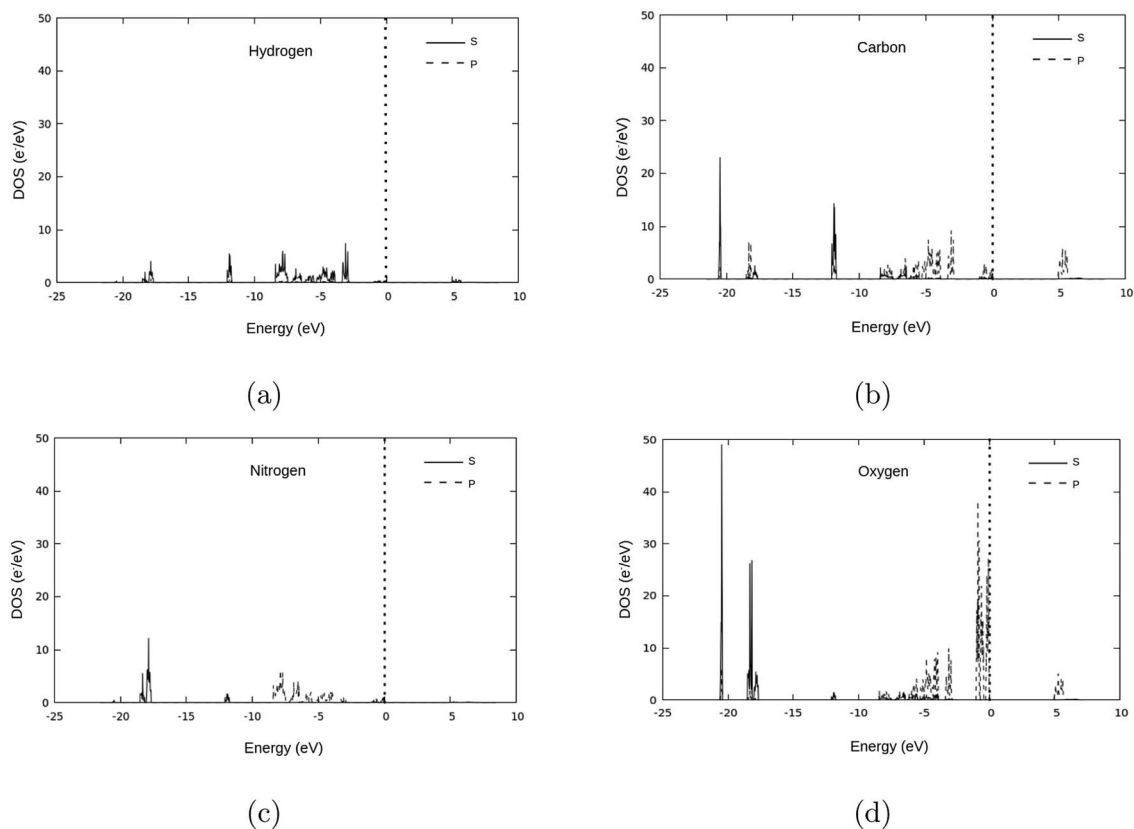 50
40
30
20
10
0
DOS (e-/eV)
Hydrogen
S
P
-25 -20 -15 -10 -5 0 5 10
Energy (eV)
(a)
50
40
30
20
10
0
DOS (e-/eV)
Carbon
S
P
-25 -20 -15 -10 -5 0 5 10
Energy (eV)
(b)
50
40
30
20
10
0
DOS (e-/eV)
Nitrogen
S
P
-25 -20 -15 -10 -5 0 5 10
Energy (eV)
(c)
50
40
30
20
10
0
DOS (e-/eV)
Oxygen
S
P
-25 -20 -15 -10 -5 0 5 10
Energy (eV)
(d)